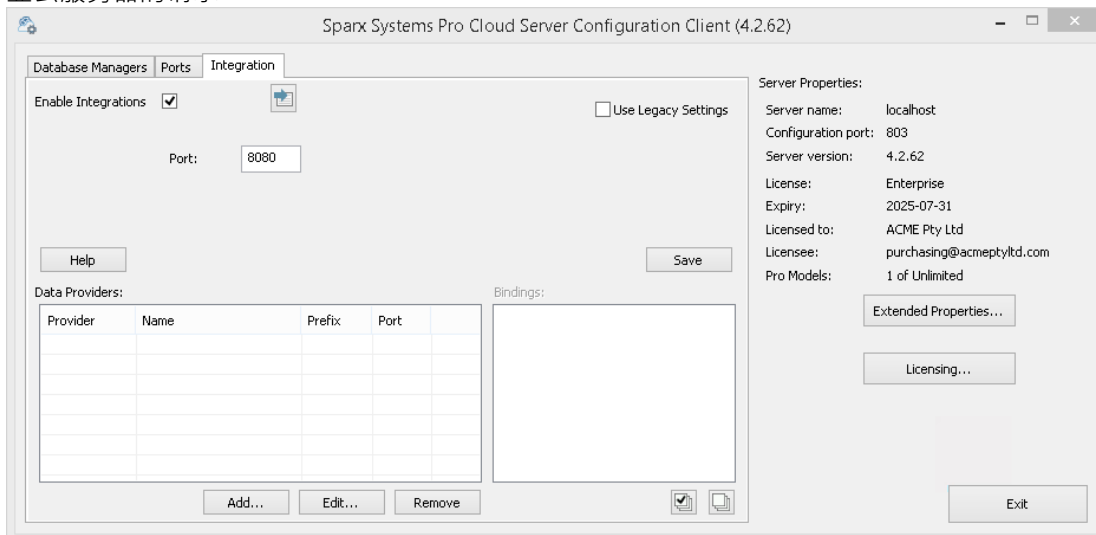 Sparx Systems Pro Cloud Server Configuration Client (4.2.62)
Database Managers Ports Integration
Enable Integrations
Use Legacy Settings
Port: 8080
Help
Save
Data Providers:
Bindings:
Provider Name Prefix Port
Add... Edit... Remove
Server Properties:
Server name: localhost
Configuration port: 803
Server version: 4.2.62
License: Enterprise
Expiry: 2025-07-31
Licensed to: ACME Pty Ltd
Licensee: purchasing@acmeptyltd.com
Pro Models: 1 of Unlimited
Extended Properties...
Licensing...
Exit